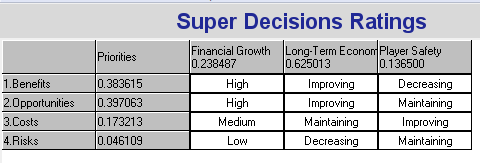 Super Decisions Ratings
Priorities Financial Growth Long-Term Econom Player Safety
0.238487 0.625013 0.136500
1.Benefits 0.383615 High Improving Decreasing
2.Opportunities 0.397063 High Improving Maintaining
3.Costs 0.173213 Medium Maintaining Improving
4.Risks 0.046109 Low Decreasing Maintaining